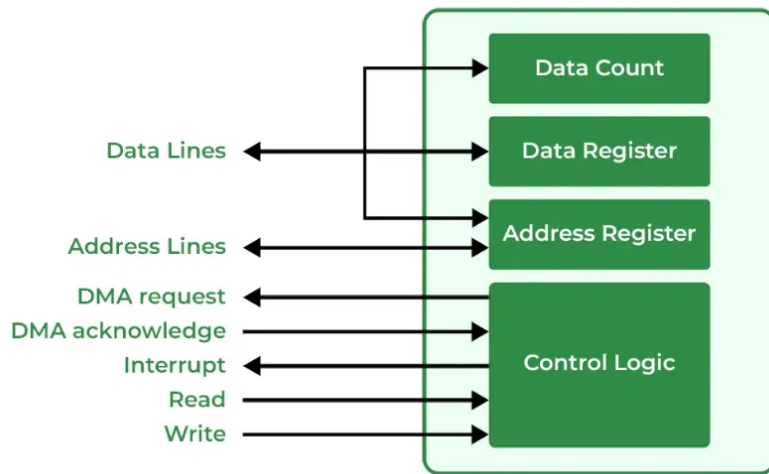 Data Count
Data Lines
Data Register
Address Register
Address Lines
DMA request
DMA acknowledge
Interrupt
Control Logic
Read
Write